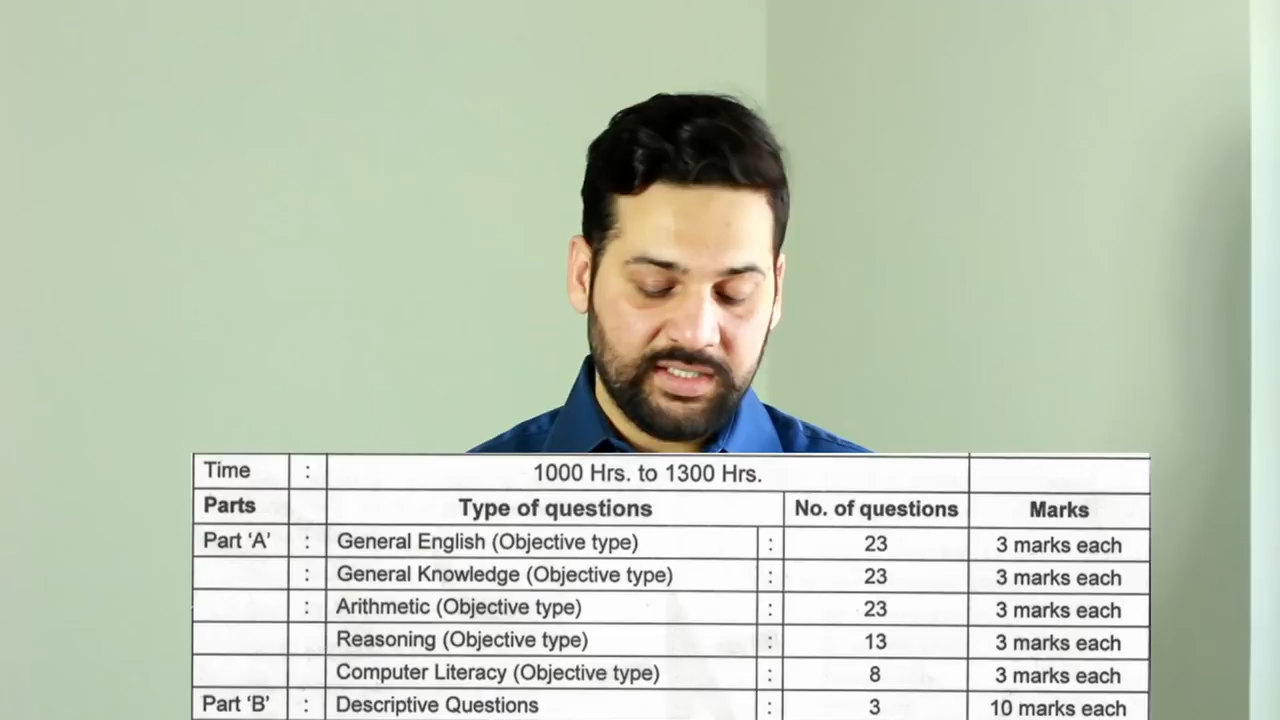 Time : 1000 Hrs. to 1300 Hrs.
Parts Type of questions No. of questions Marks
Part ‘A’ : General English (Objective type) : 23 3 marks each
: General Knowledge (Objective type) : 23 3 marks each
: Arithmetic (Objective type) : 23 3 marks each
Reasoning (Objective type) : 13 3 marks each
Computer Literacy (Objective type) : 8 3 marks each
Part ‘B’ : Descriptive Questions : 3 10 marks each